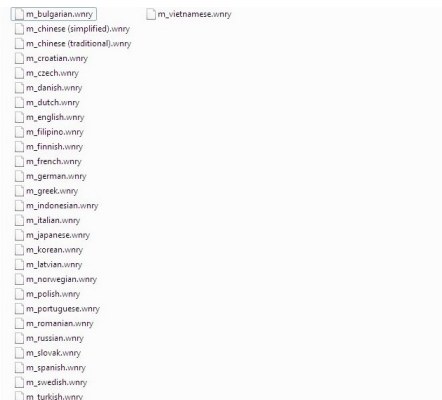 m_bulgarian.wnry
m_chinese (simplified).wnry
m_chinese (traditional).wnry
m_croatian.wnry
m_czech.wnry
m_danish.wnry
m_dutch.wnry
m_english.wnry
m_filipino.wnry
m_finnish.wnry
m_french.wnry
m_german.wnry
m_greek.wnry
m_indonesian.wnry
m_italian.wnry
m_japanese.wnry
m_korean.wnry
m_latvian.wnry
m_norwegian.wnry
m_polish.wnry
m_portuguese.wnry
m_romanian.wnry
m_russian.wnry
m_slovak.wnry
m_spanish.wnry
m_swedish.wnry
m_turkish.wnry
m_vietnamese.wnry